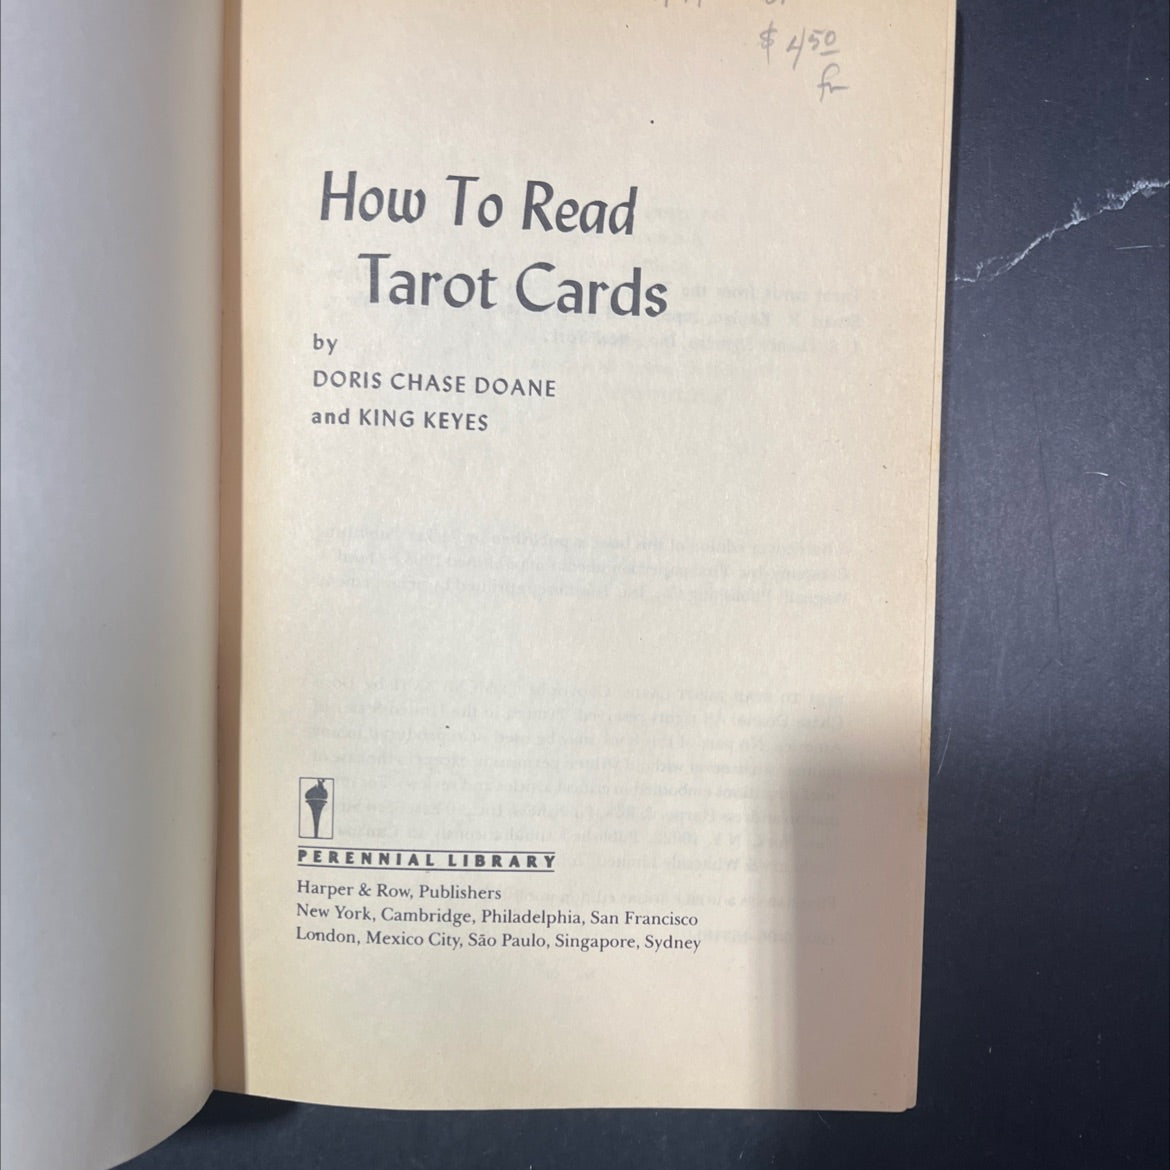 $ 4 50
How To Read
Tarot Cards
by
DORIS CHASE DOANE
and KING KEYES
PERENNIAL LIBRARY
Harper & Row, Publishers
New York, Cambridge, Philadelphia, San Francisco
London, Mexico City, São Paulo, Singapore, Sydney